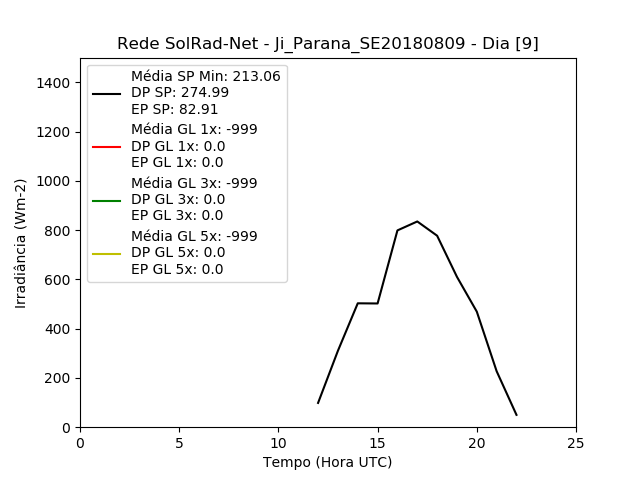 Rede SolRad-Net - Ji_Parana_SE20180809 - Dia [9]
Média SP Min: 213.06
DP SP: 274.99
EP SP: 82.91
Média GL 1x: -999
DP GL 1x: 0.0
EP GL 1x: 0.0
Média GL 3x: -999
DP GL 3x: 0.0
EP GL 3x: 0.0
Média GL 5x: -999
DP GL 5x: 0.0
EP GL 5x: 0.0
Irradiância (Wm-2)
1400
1200
1000
800
600
400
200
0
0 5 10 15 20 25
Tempo (Hora UTC)